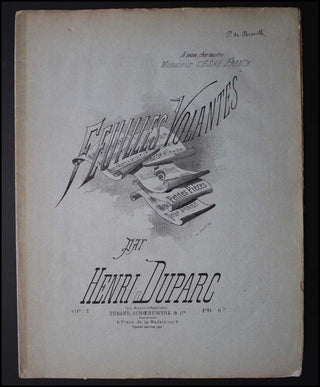 A mon cher maître
Monsieur CÉSAR FRANCK
FEUILLES VOLANTES
Petites Pièces
Pour Piano
PAR
HENRI DUPARC
OP. 1
PR. 6f
DURAND, SCHOENEWERK & Cie
4, Place de la Madeleine, 4